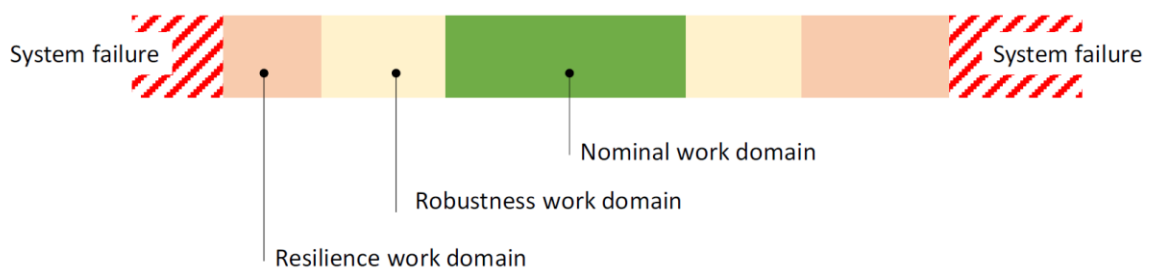 System failure
System failure
Nominal work domain
Robustness work domain
Resilience work domain